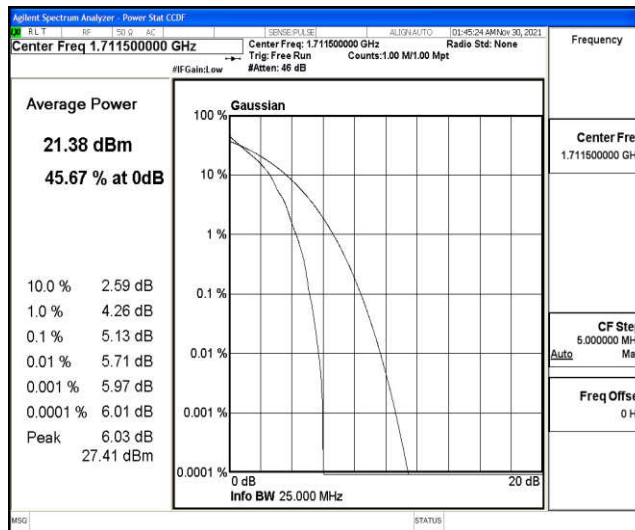 Agilent Spectrum Analyzer - Power Stat CCDF
R L T RF 50 Ω AC SENSE:PULSE ALIGN AUTO 01:45:24 AM Nov 30, 2021
Center Freq 1.711500000 GHz
Center Freq: 1.711500000 GHz Radio Std: None
Trig: Free Run Counts:1.00 M/1.00 Mpt
#IFGain:Low #Atten: 46 dB
Frequency
Average Power
21.38 dBm
45.67 % at 0dB
10.0 % 2.59 dB
1.0 % 4.26 dB
0.1 % 5.13 dB
0.01 % 5.71 dB
0.001 % 5.97 dB
0.0001 % 6.01 dB
Peak 6.03 dB
27.41 dBm
Gaussian
100 %
10 %
1 %
0.1 %
0.01 %
0.001 %
0.0001 %
0 dB 20 dB
Info BW 25.000 MHz
Center Fre
1.711500000 GH
CF Ste
5.000000 MH
Auto Ma
Freq Offse
0 H
MSG STATUS